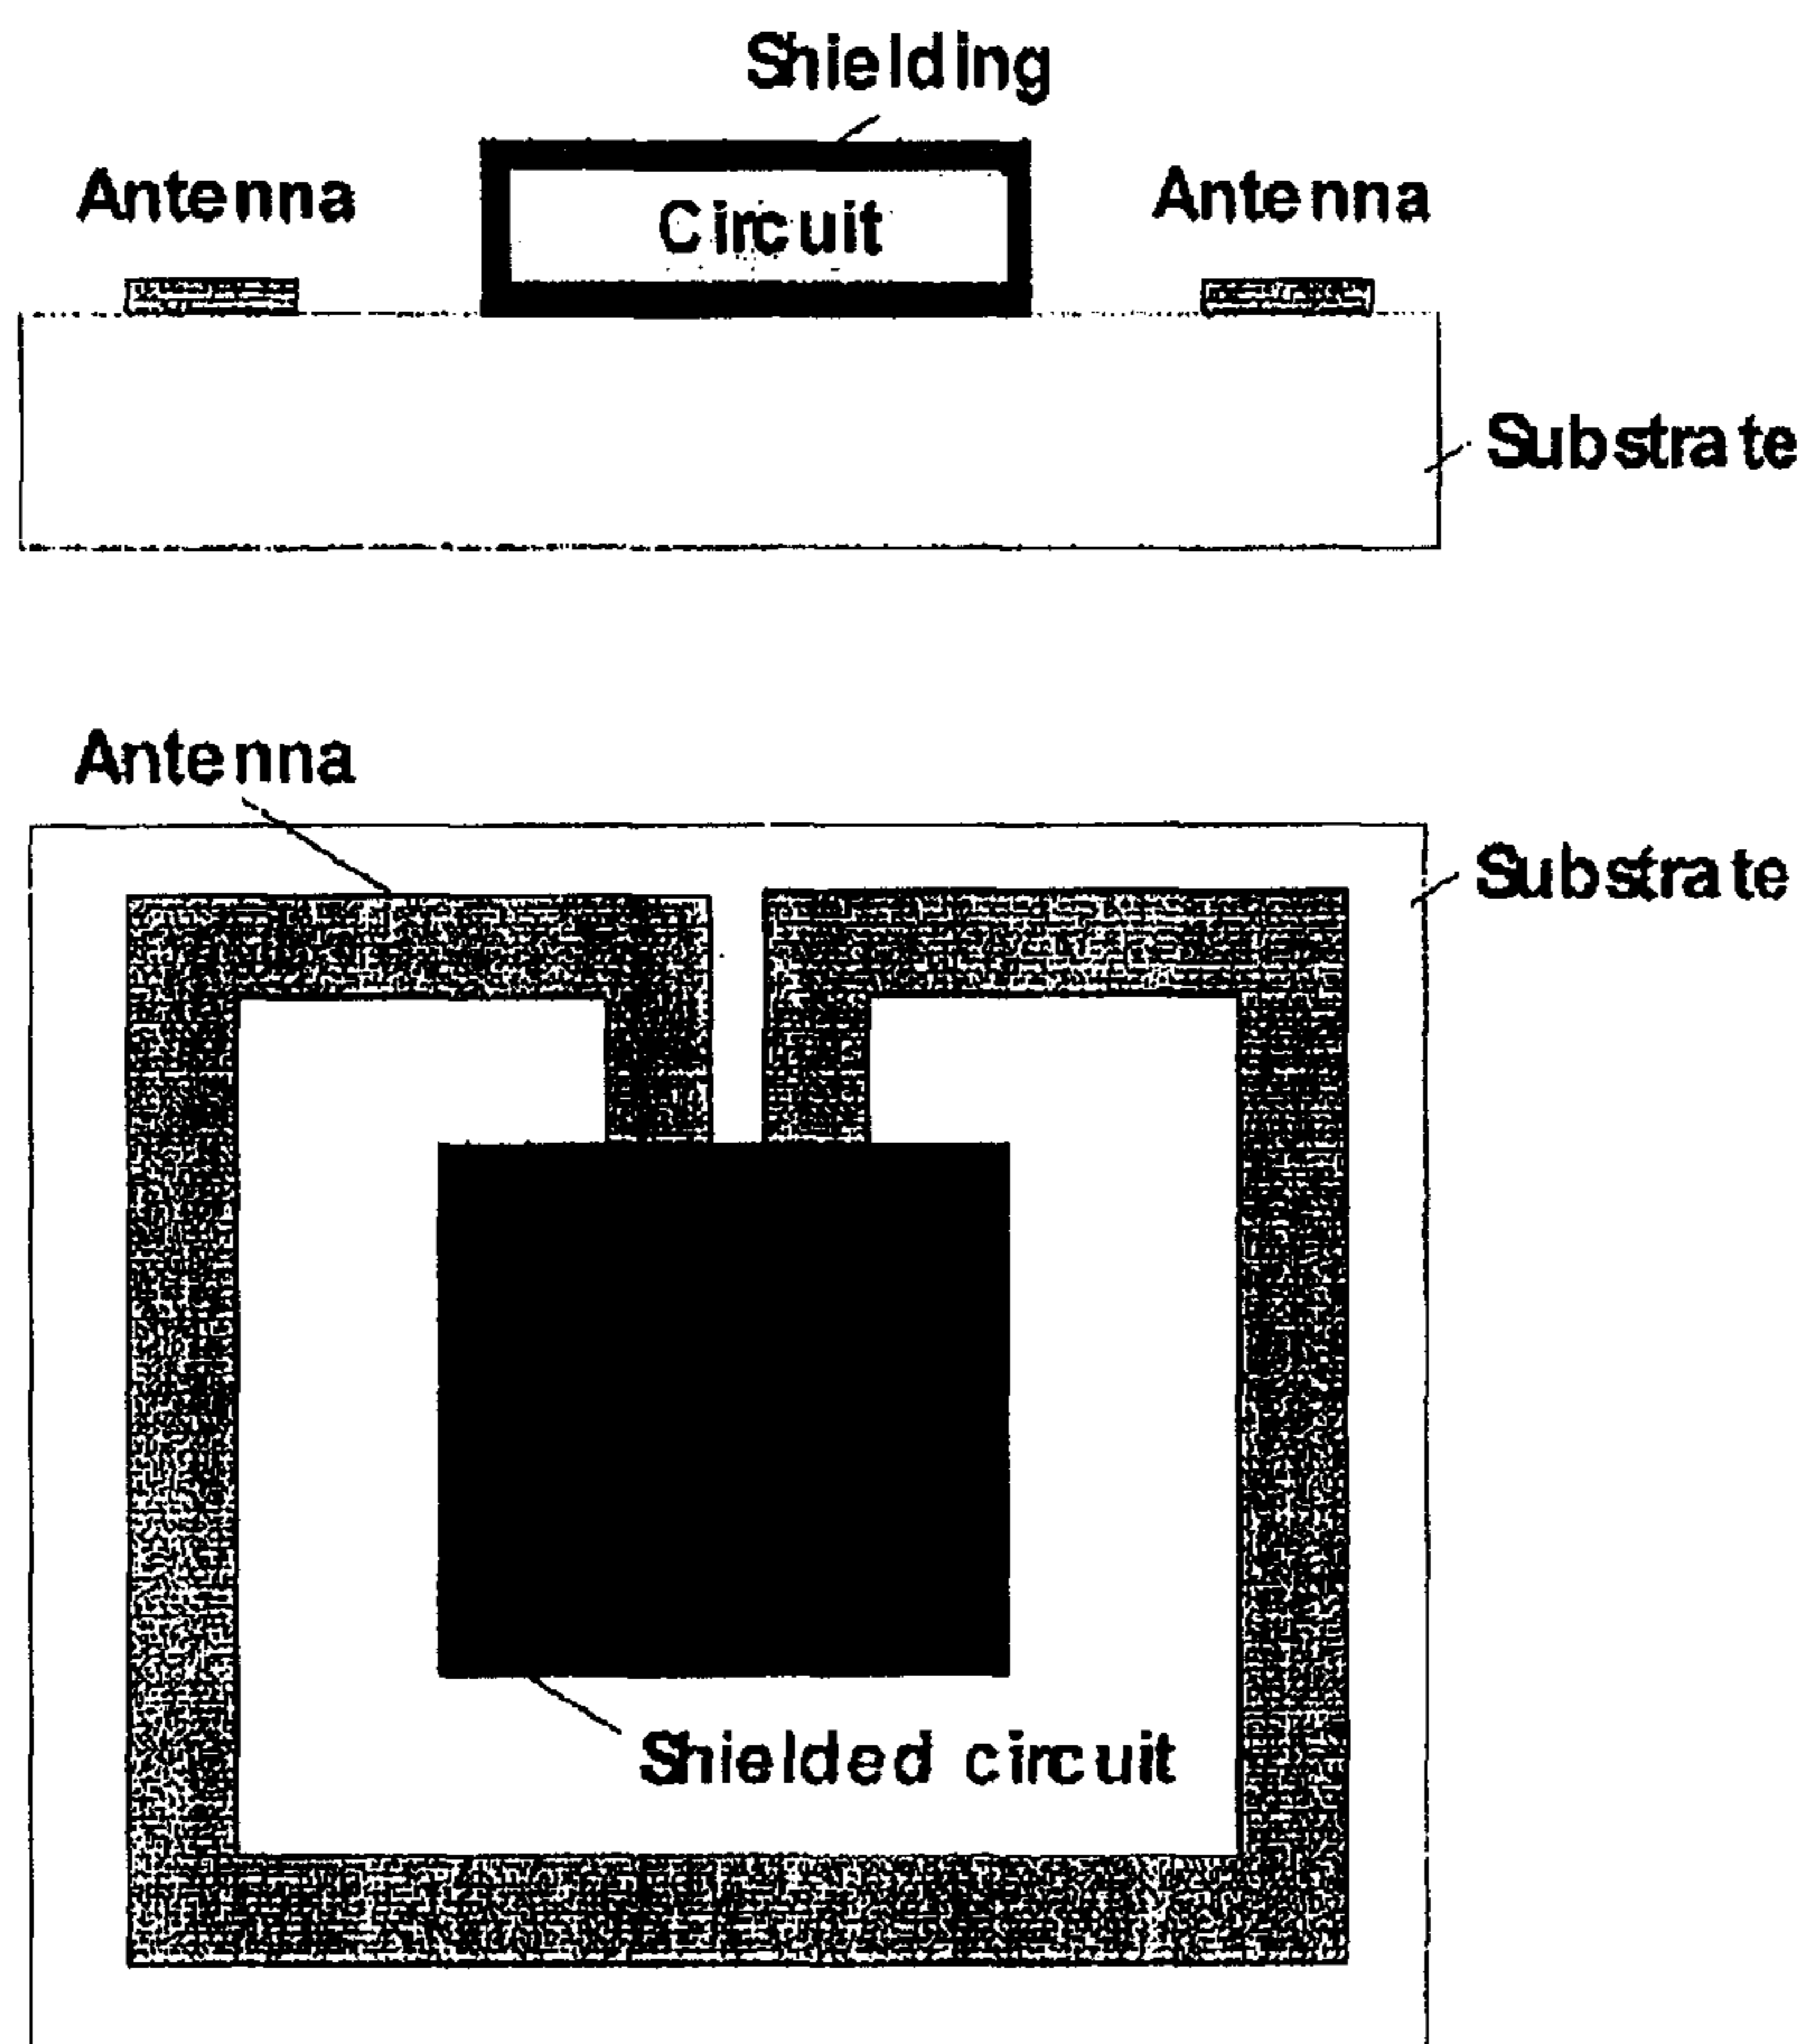 Shielding
Antenna
Antenna
Circuit
Substrate
Antenna
Substrate
Shielded circuit